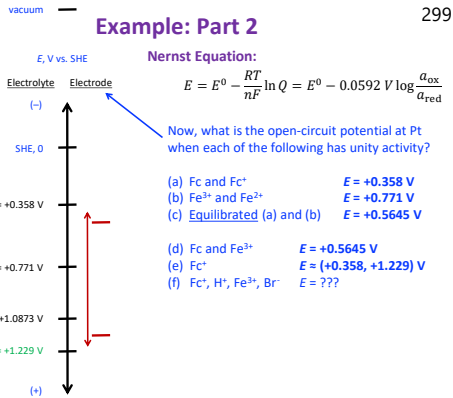 vacuum
299
Example: Part 2
E, V vs. SHE
Nernst Equation:
Electrolyte Electrode
E = E⁰ − RT/nF ln Q = E⁰ − 0.0592 V log a_ox/a_red
(–)
Now, what is the open-circuit potential at Pt
when each of the following has unity activity?
SHE, 0
(a) Fc and Fc⁺ E = +0.358 V
(b) Fe³⁺ and Fe²⁺ E = +0.771 V
(c) Equilibrated (a) and (b) E = +0.5645 V
(d) Fc and Fe³⁺ E = +0.5645 V
(e) Fc⁺ E ≈ (+0.358, +1.229) V
(f) Fc⁺, H⁺, Fe³⁺, Br⁻ E = ???
= +0.358 V
= +0.771 V
+1.0873 V
= +1.229 V
(+)